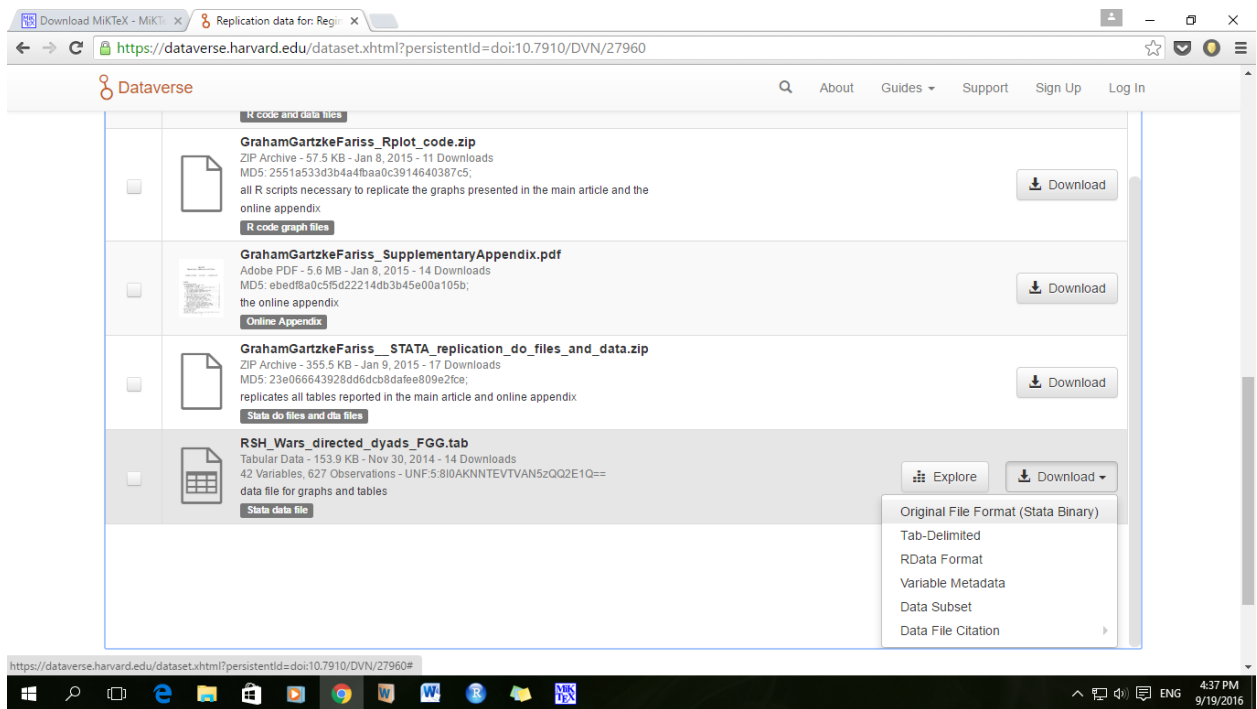 Download MiKTeX - MiKTe
Replication data for: Regin
https://dataverse.harvard.edu/dataset.xhtml?persistentId=doi:10.7910/DVN/27960
Dataverse
About
Guides
Support
Sign Up
Log In
R code and data files
GrahamGartzkeFariss_Rplot_code.zip
ZIP Archive - 57.5 KB - Jan 8, 2015 - 11 Downloads
MD5: 2551a533d3b4a4fbaa0c3914640387c5;
all R scripts necessary to replicate the graphs presented in the main article and the
online appendix
R code graph files
Download
GrahamGartzkeFariss_SupplementaryAppendix.pdf
Adobe PDF - 5.6 MB - Jan 8, 2015 - 14 Downloads
MD5: ebedf8a0c5f5d22214db3b45e00a105b;
the online appendix
Online Appendix
Download
GrahamGartzkeFariss__STATA_replication_do_files_and_data.zip
ZIP Archive - 355.5 KB - Jan 9, 2015 - 17 Downloads
MD5: 23e066643928dd6dcb8dafee809e2fce;
replicates all tables reported in the main article and online appendix
Stata do files and dta files
Download
RSH_Wars_directed_dyads_FGG.tab
Tabular Data - 153.9 KB - Nov 30, 2014 - 14 Downloads
42 Variables, 627 Observations - UNF:5:8I0AKNNTEVTVAN5zQQ2E1Q==
data file for graphs and tables
Stata data file
Explore
Download
Original File Format (Stata Binary)
Tab-Delimited
RData Format
Variable Metadata
Data Subset
Data File Citation
https://dataverse.harvard.edu/dataset.xhtml?persistentId=doi:10.7910/DVN/27960#
ENG
4:37 PM
9/19/2016